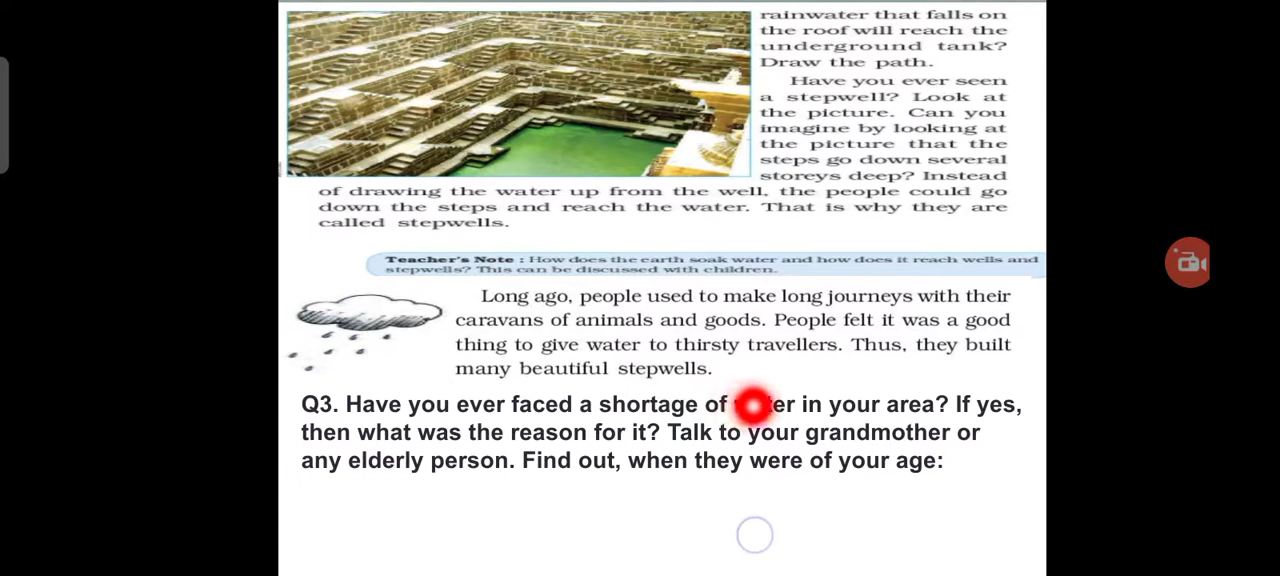 rainwater that falls on
the roof will reach the
underground tank?
Draw the path.
Have you ever seen
a stepwell? Look at
the picture. Can you
imagine by looking at
the picture that the
steps go down several
storeys deep? Instead
of drawing the water up from the well, the people could go
down the steps and reach the water. That is why they are
called stepwells.
Teacher's Note : How does the earth soak water and how does it reach wells and
stepwells? This can be discussed with children.
Long ago, people used to make long journeys with their
caravans of animals and goods. People felt it was a good
thing to give water to thirsty travellers. Thus, they built
many beautiful stepwells.
Q3. Have you ever faced a shortage of water in your area? If yes,
then what was the reason for it? Talk to your grandmother or
any elderly person. Find out, when they were of your age: